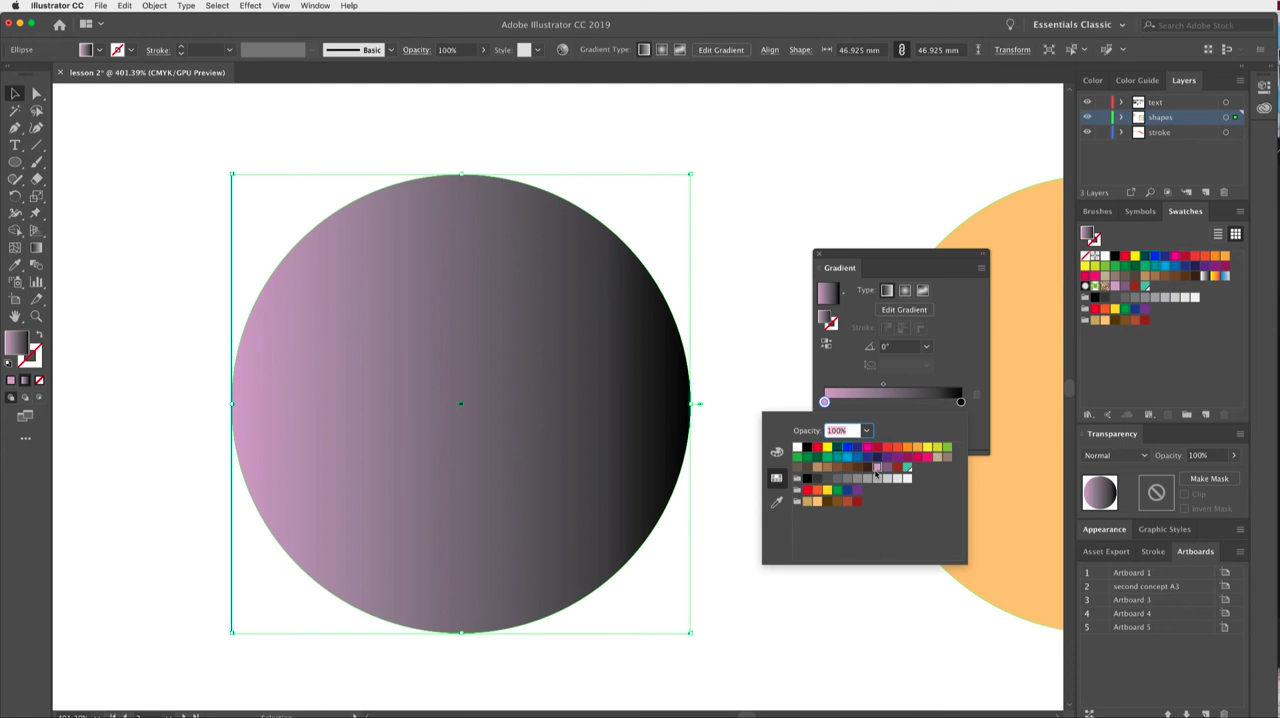 Illustrator CC File Edit Object Type Select Effect View Window Help
Adobe Illustrator CC 2019
Essentials Classic
Search Adobe Stock
Ellipse Stroke: Basic Opacity: 100% Style: Gradient Type: Edit Gradient Align Shape: 46.925 mm 46.925 mm Transform
lesson 2* @ 401.39% (CMYK/GPU Preview)
Color Color Guide Layers
text
shapes
stroke
3 Layers
Brushes Symbols Swatches
Gradient
Type:
Edit Gradient
Stroke:
0°
Opacity: 100%
Transparency
Normal Opacity: 100%
Make Mask
Clip
Invert Mask
Appearance Graphic Styles
Asset Export Stroke Artboards
1 Artboard 1
2 second concept A3
3 Artboard 3
4 Artboard 4
5 Artboard 5
401.39% 2 Selection